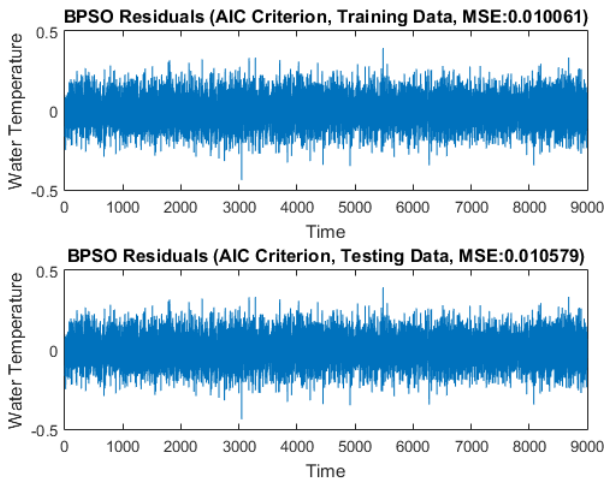 BPSO Residuals (AIC Criterion, Training Data, MSE:0.010061)
Water Temperature
0.5
0
-0.5
0 1000 2000 3000 4000 5000 6000 7000 8000 9000
Time
BPSO Residuals (AIC Criterion, Testing Data, MSE:0.010579)
Water Temperature
0.5
0
-0.5
0 1000 2000 3000 4000 5000 6000 7000 8000 9000
Time